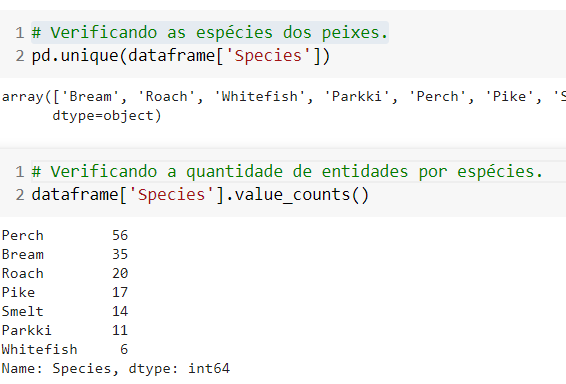 1 # Verificando as espécies dos peixes.
2 pd.unique(dataframe['Species'])
array(['Bream', 'Roach', 'Whitefish', 'Parkki', 'Perch', 'Pike', 'S
dtype=object)
1 # Verificando a quantidade de entidades por espécies.
2 dataframe['Species'].value_counts()
Perch 56
Bream 35
Roach 20
Pike 17
Smelt 14
Parkki 11
Whitefish 6
Name: Species, dtype: int64